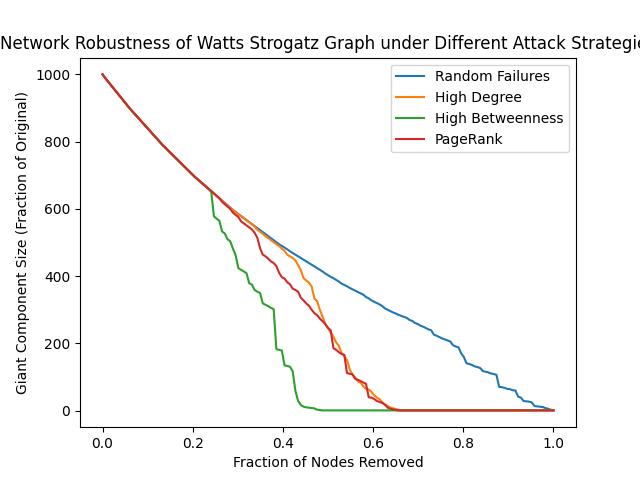 Network Robustness of Watts Strogatz Graph under Different Attack Strategie
Random Failures
High Degree
High Betweenness
PageRank
Giant Component Size (Fraction of Original)
1000
800
600
400
200
0
0.0 0.2 0.4 0.6 0.8 1.0
Fraction of Nodes Removed